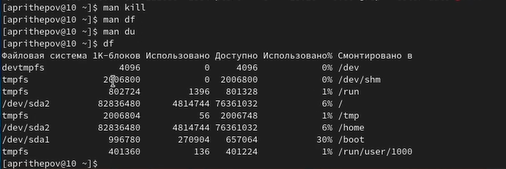 [aprithepov@10 ~]$ man kill
[aprithepov@10 ~]$ man df
[aprithepov@10 ~]$ man du
[aprithepov@10 ~]$ df
Файловая система 1K-блоков Использовано Доступно Использовано% Смонтировано в
devtmpfs 4096 0 4096 0% /dev
tmpfs 2006800 0 2006800 0% /dev/shm
tmpfs 802724 1396 801328 1% /run
/dev/sda2 82836480 4814744 76361032 6% /
tmpfs 2006804 56 2006748 1% /tmp
/dev/sda2 82836480 4814744 76361032 6% /home
/dev/sda1 996780 270904 657064 30% /boot
tmpfs 401360 136 401224 1% /run/user/1000
[aprithepov@10 ~]$